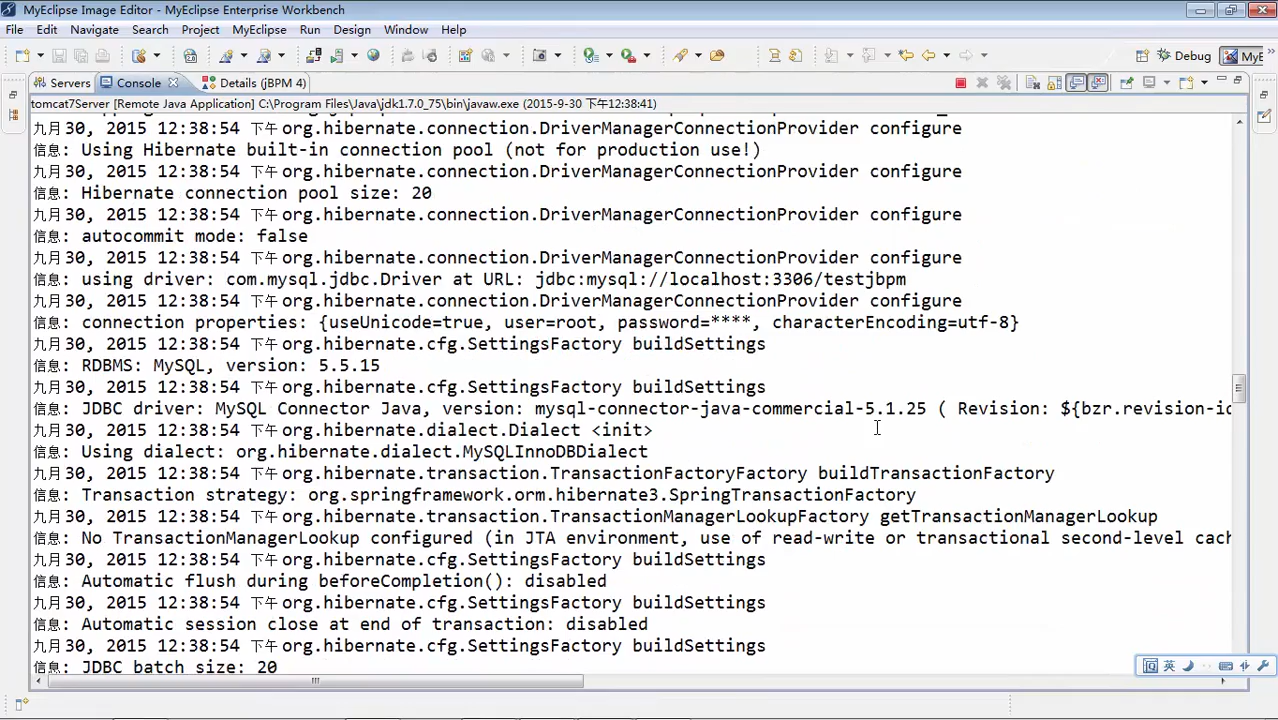 MyEclipse Image Editor - MyEclipse Enterprise Workbench
File Edit Navigate Search Project MyEclipse Run Design Window Help
Debug MyE
Servers Console Details (jBPM 4)
tomcat7Server [Remote Java Application] C:\Program Files\Java\jdk1.7.0_75\bin\javaw.exe (2015-9-30 下午12:38:41)
九月 30, 2015 12:38:54 下午 org.hibernate.connection.DriverManagerConnectionProvider configure
信息: Using Hibernate built-in connection pool (not for production use!)
九月 30, 2015 12:38:54 下午 org.hibernate.connection.DriverManagerConnectionProvider configure
信息: Hibernate connection pool size: 20
九月 30, 2015 12:38:54 下午 org.hibernate.connection.DriverManagerConnectionProvider configure
信息: autocommit mode: false
九月 30, 2015 12:38:54 下午 org.hibernate.connection.DriverManagerConnectionProvider configure
信息: using driver: com.mysql.jdbc.Driver at URL: jdbc:mysql://localhost:3306/testjbpm
九月 30, 2015 12:38:54 下午 org.hibernate.connection.DriverManagerConnectionProvider configure
信息: connection properties: {useUnicode=true, user=root, password=****, characterEncoding=utf-8}
九月 30, 2015 12:38:54 下午 org.hibernate.cfg.SettingsFactory buildSettings
信息: RDBMS: MySQL, version: 5.5.15
九月 30, 2015 12:38:54 下午 org.hibernate.cfg.SettingsFactory buildSettings
信息: JDBC driver: MySQL Connector Java, version: mysql-connector-java-commercial-5.1.25 ( Revision: ${bzr.revision-id
九月 30, 2015 12:38:54 下午 org.hibernate.dialect.Dialect <init>
信息: Using dialect: org.hibernate.dialect.MySQLInnoDBDialect
九月 30, 2015 12:38:54 下午 org.hibernate.transaction.TransactionFactoryFactory buildTransactionFactory
信息: Transaction strategy: org.springframework.orm.hibernate3.SpringTransactionFactory
九月 30, 2015 12:38:54 下午 org.hibernate.transaction.TransactionManagerLookupFactory getTransactionManagerLookup
信息: No TransactionManagerLookup configured (in JTA environment, use of read-write or transactional second-level cach
九月 30, 2015 12:38:54 下午 org.hibernate.cfg.SettingsFactory buildSettings
信息: Automatic flush during beforeCompletion(): disabled
九月 30, 2015 12:38:54 下午 org.hibernate.cfg.SettingsFactory buildSettings
信息: Automatic session close at end of transaction: disabled
九月 30, 2015 12:38:54 下午 org.hibernate.cfg.SettingsFactory buildSettings
信息: JDBC batch size: 20
英